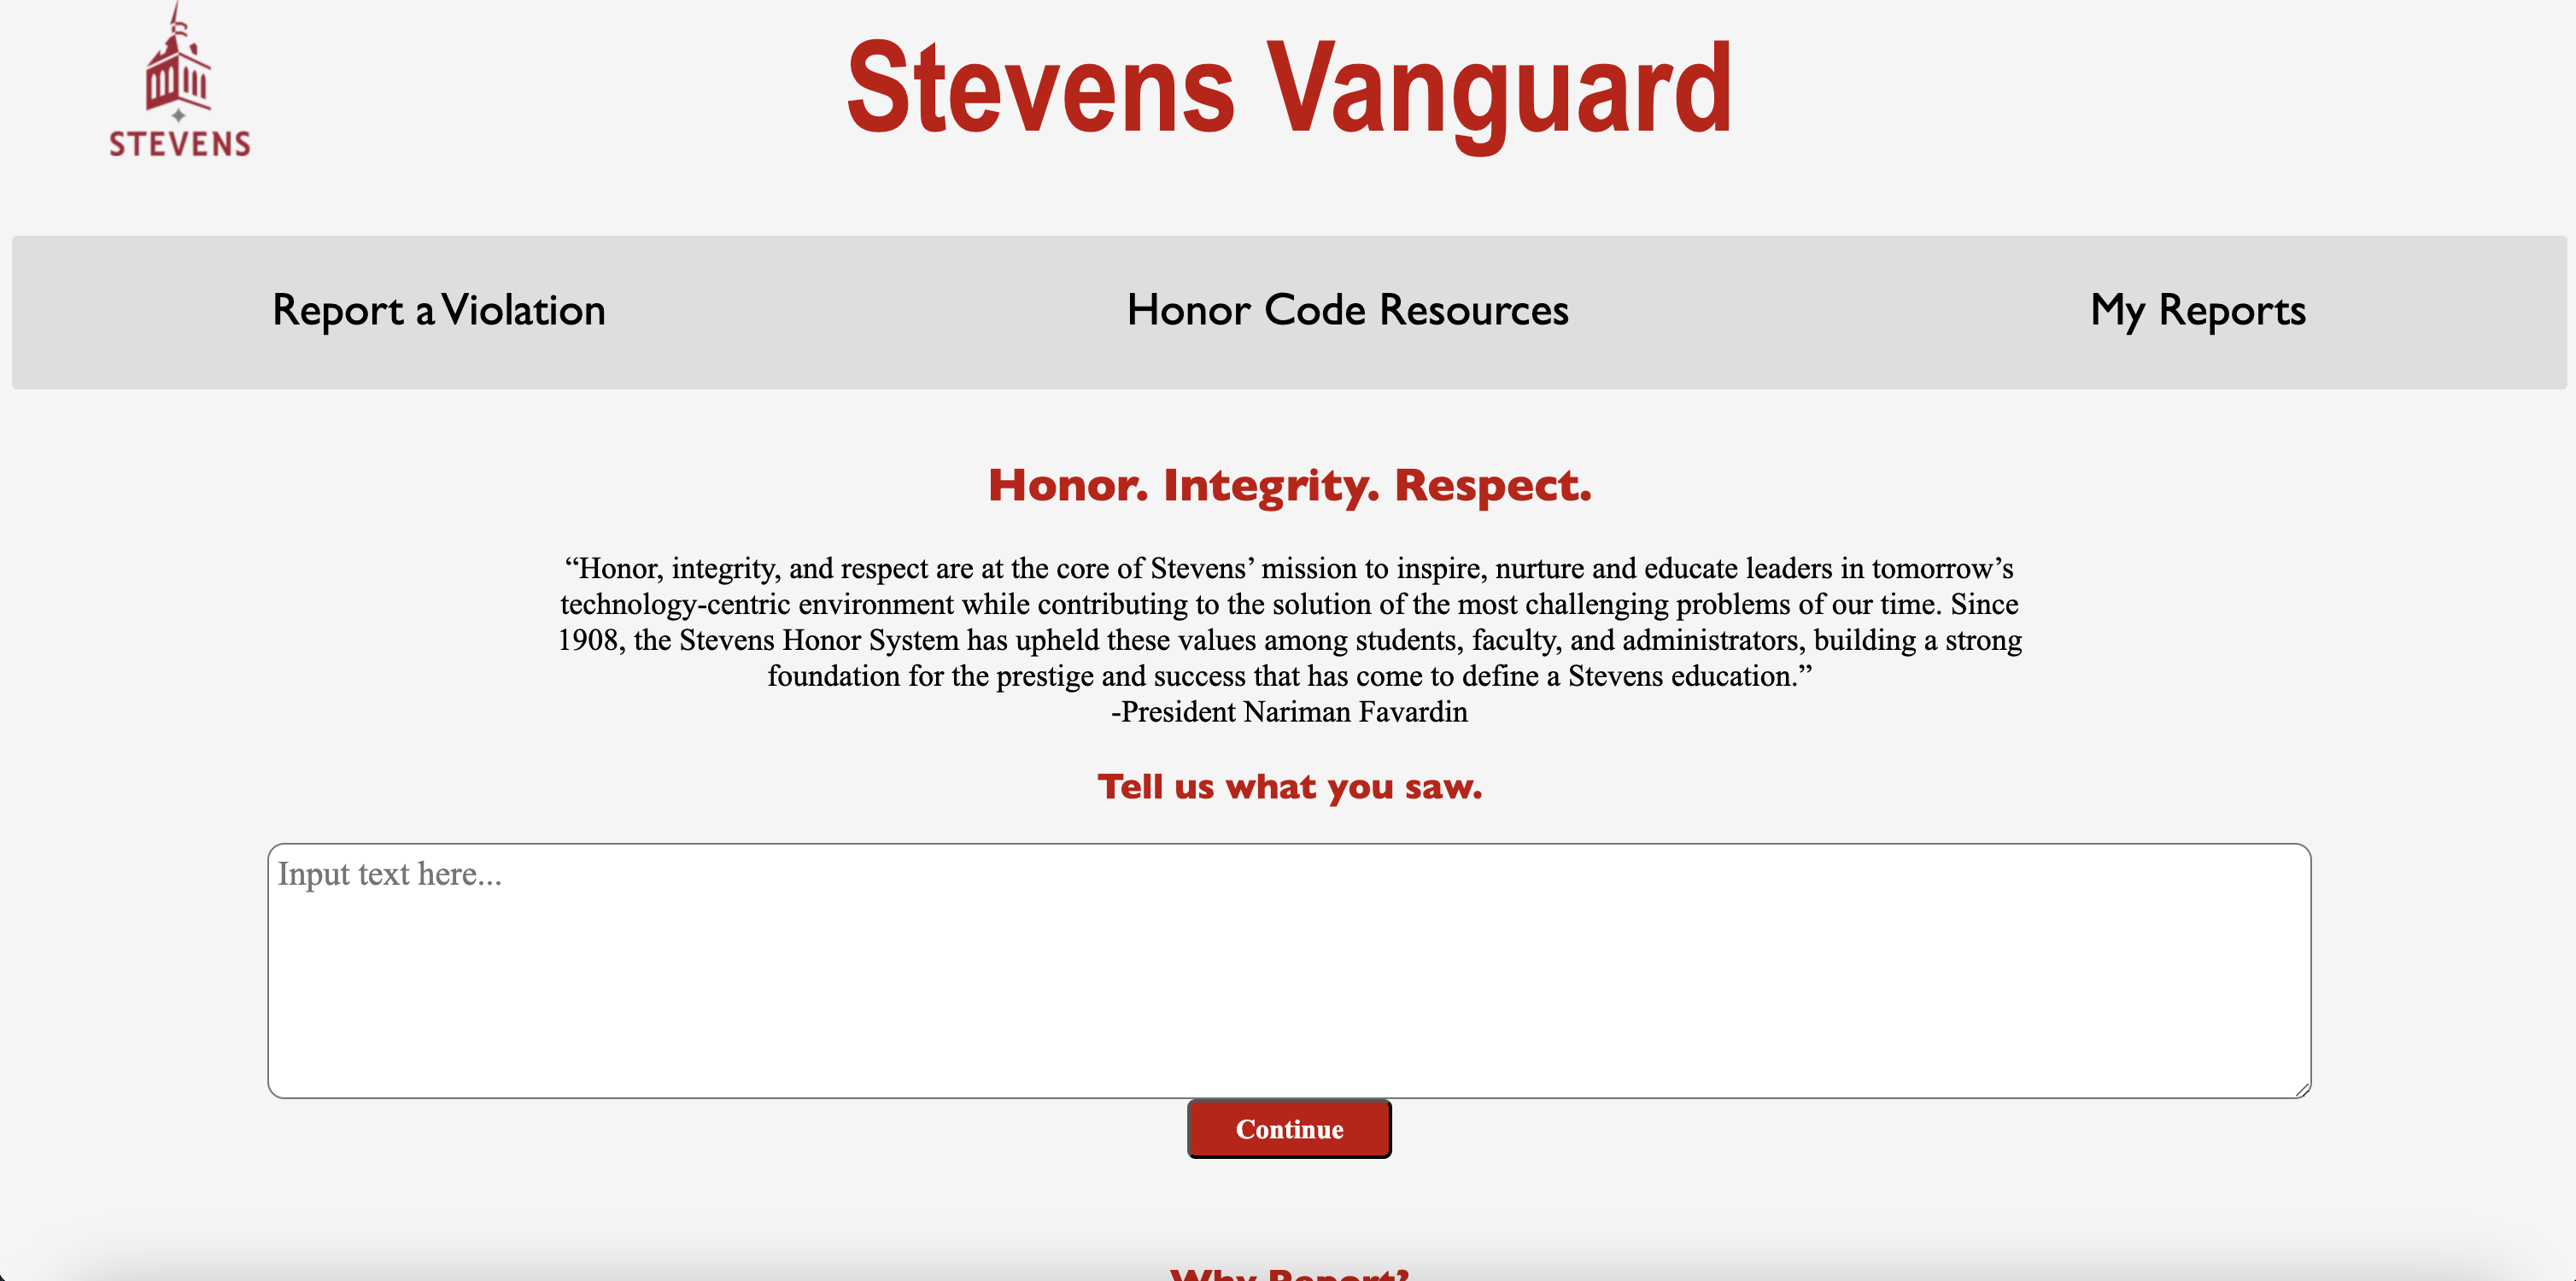 STEVENS
Stevens Vanguard
Report a Violation
Honor Code Resources
My Reports
Honor. Integrity. Respect.
“Honor, integrity, and respect are at the core of Stevens’ mission to inspire, nurture and educate leaders in tomorrow’s
technology-centric environment while contributing to the solution of the most challenging problems of our time. Since
1908, the Stevens Honor System has upheld these values among students, faculty, and administrators, building a strong
foundation for the prestige and success that has come to define a Stevens education.”
-President Nariman Favardin
Tell us what you saw.
Input text here...
Continue
Why Report?